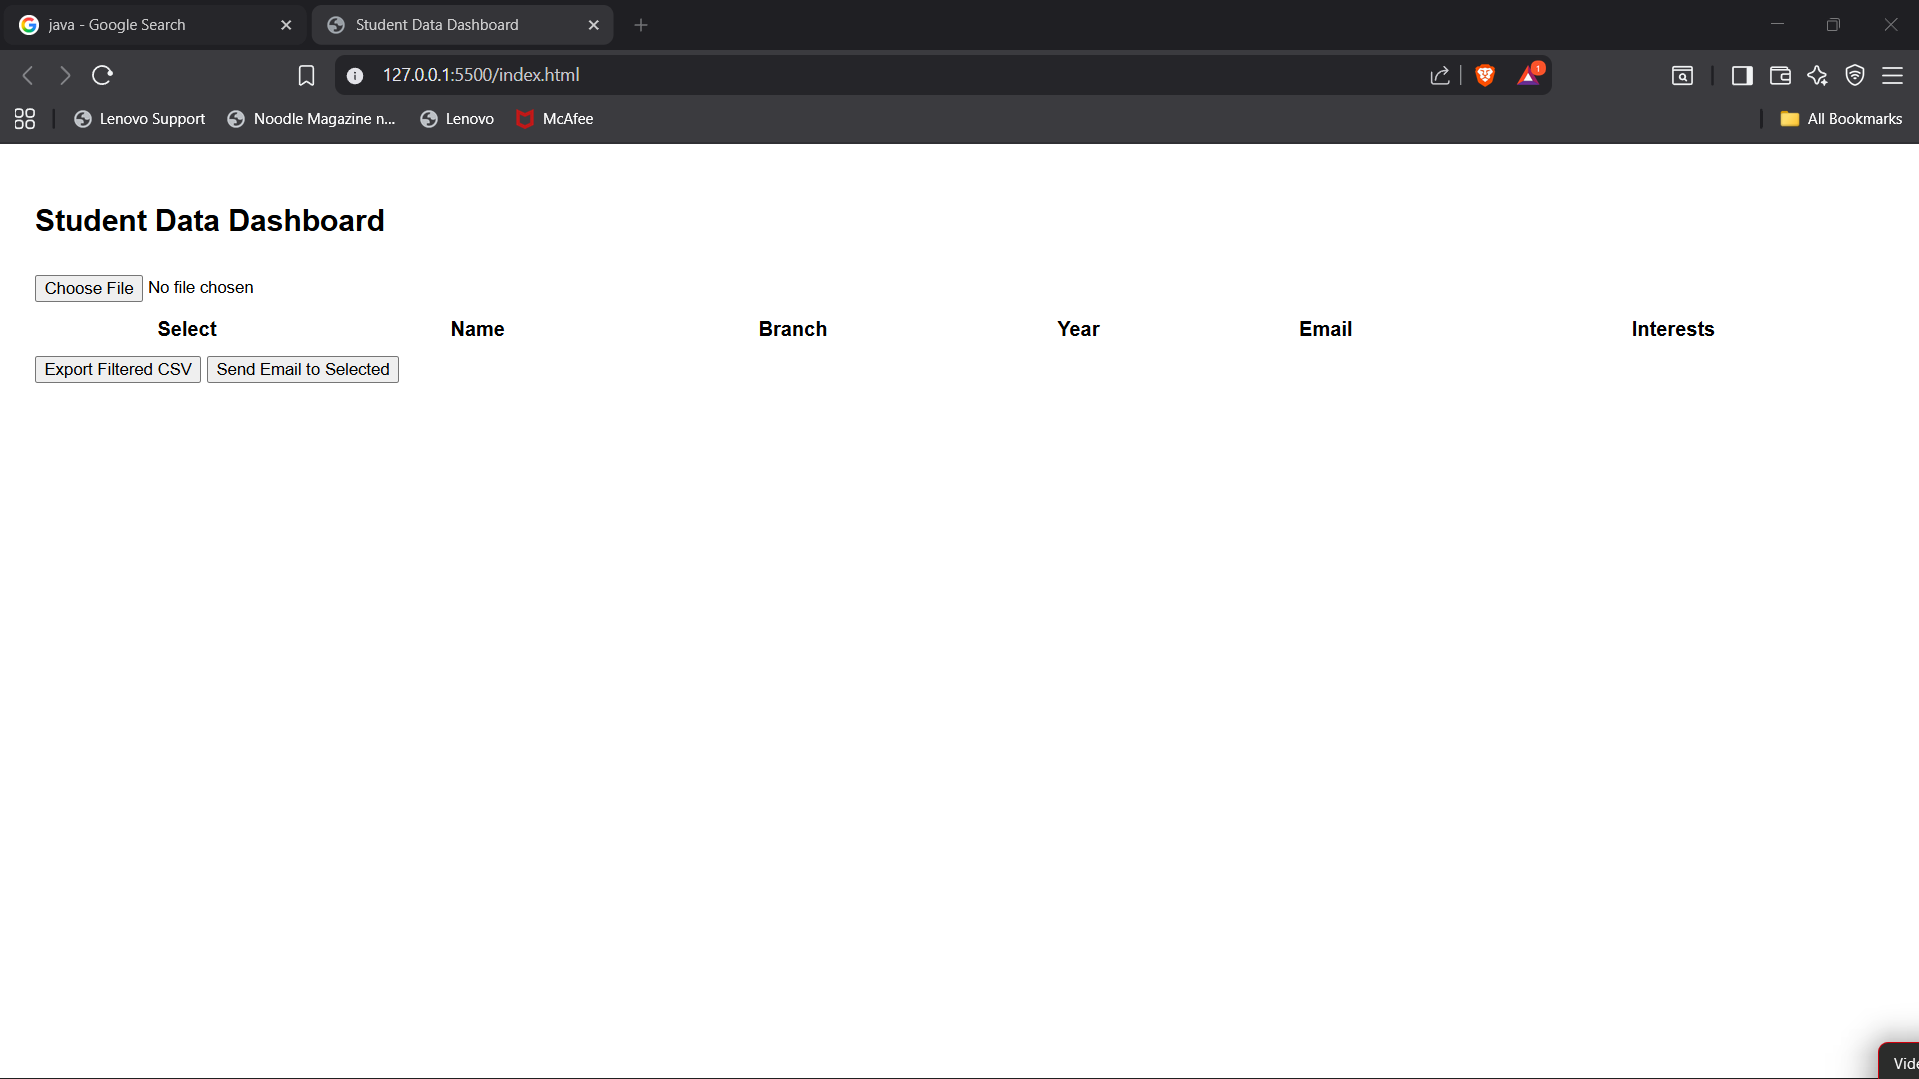 java - Google Search
Student Data Dashboard
127.0.0.1:5500/index.html
1
Lenovo Support
Noodle Magazine n...
Lenovo
McAfee
All Bookmarks
Student Data Dashboard
Choose File No file chosen
Select Name Branch Year Email Interests
Export Filtered CSV Send Email to Selected